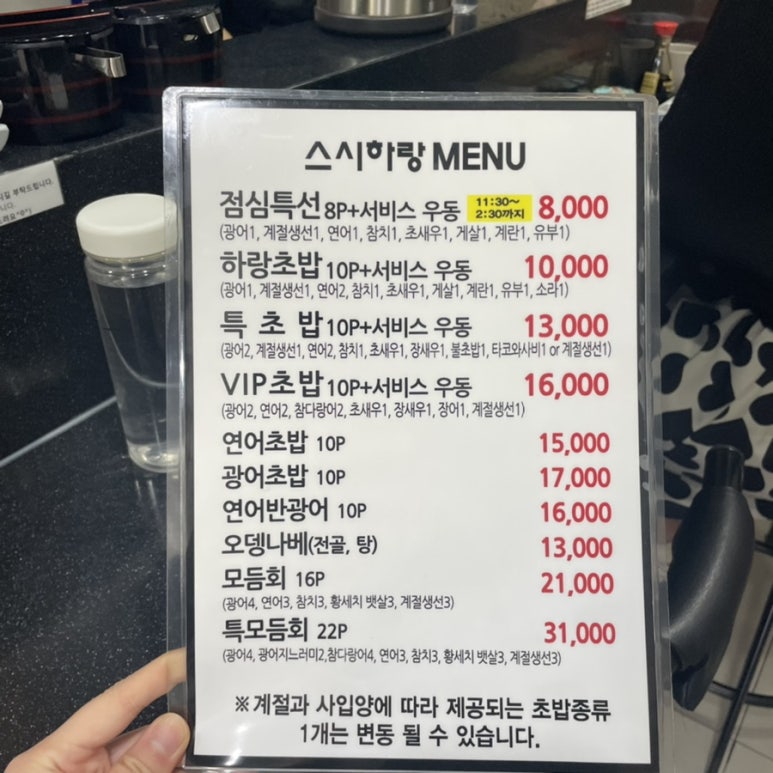 스시하랑 MENU
점심특선 8P+서비스 우동 11:30~ 2:30까지 8,000
(광어1, 계절생선1, 연어1, 참치1, 초새우1, 게살1, 계란1, 유부1)
하랑초밥 10P+서비스 우동 10,000
(광어1, 계절생선1, 연어2, 참치1, 초새우1, 게살1, 계란1, 유부1, 소라1)
특 초 밥 10P+서비스 우동 13,000
(광어2, 계절생선1, 연어2, 참치1, 초새우1, 장새우1, 불초밥1, 타코와사비1 or 계절생선1)
VIP초밥 10P+서비스 우동 16,000
(광어2, 연어2, 참다랑어2, 초새우1, 장새우1, 장어1, 계절생선1)
연어초밥 10P 15,000
광어초밥 10P 17,000
연어반광어 10P 16,000
오뎅나베(전골, 탕) 13,000
모듬회 16P 21,000
(광어4, 연어3, 참치3, 황세치 뱃살3, 계절생선3)
특모듬회 22P 31,000
(광어4, 광어지느러미2,참다랑어4, 연어3, 참치3, 황세치 뱃살3, 계절생선3)
※계절과 사입양에 따라 제공되는 초밥종류
1개는 변동 될 수 있습니다.
부탁드립니다.